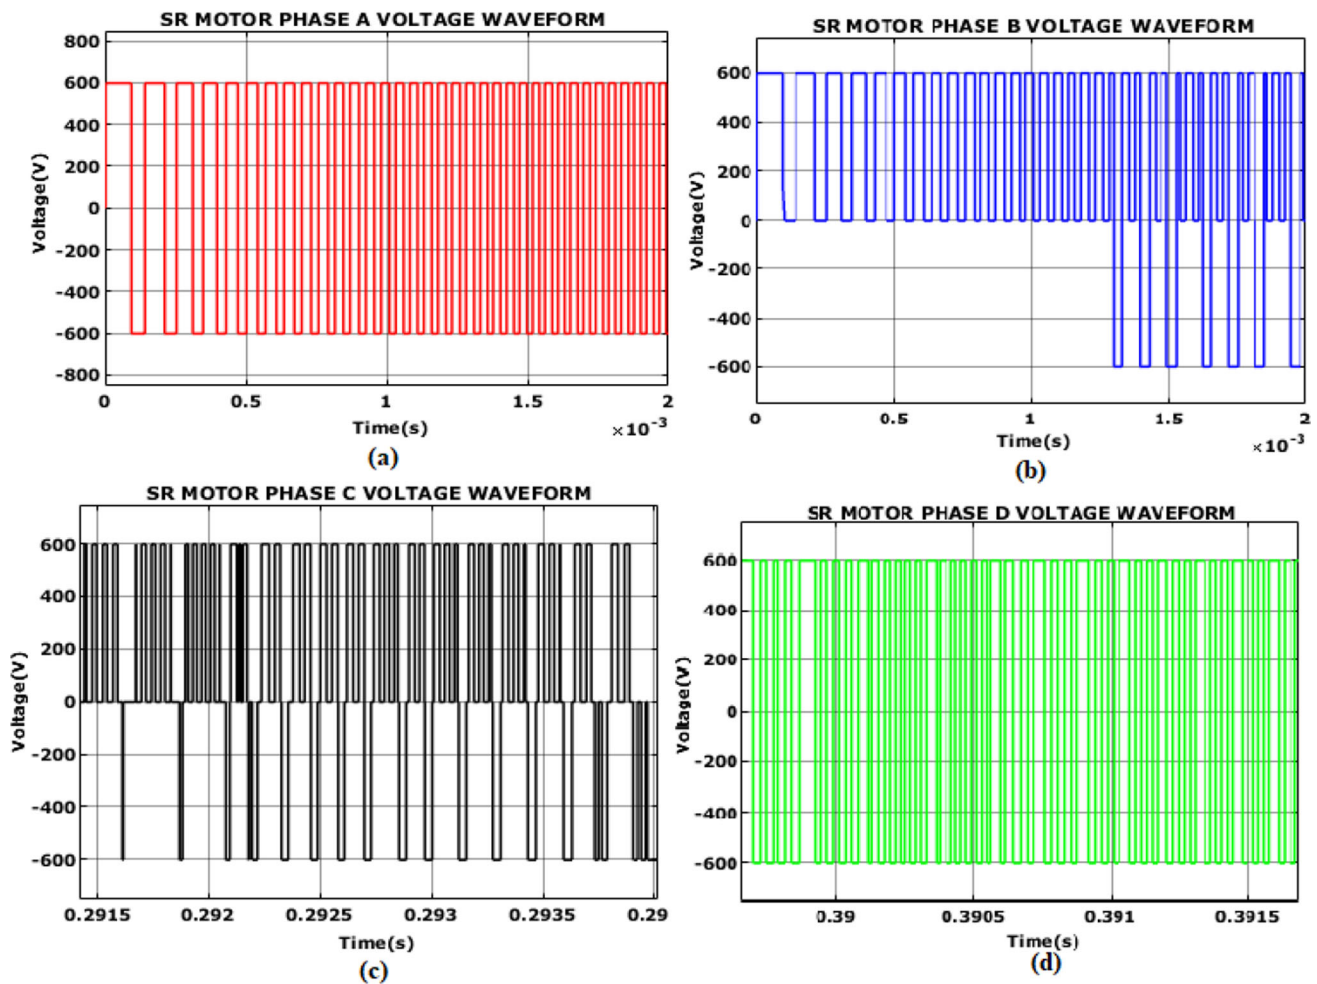 SR MOTOR PHASE A VOLTAGE WAVEFORM
800
600
400
200
0
-200
-400
-600
-800
Voltage(V)
0 0.5 1 1.5 2
Time(s)
×10-3
(a)
SR MOTOR PHASE B VOLTAGE WAVEFORM
600
400
200
0
-200
-400
-600
Voltage(V)
0 0.5 1 1.5 2
Time(s)
×10-3
(b)
SR MOTOR PHASE C VOLTAGE WAVEFORM
600
400
200
0
-200
-400
-600
Voltage(V)
0.2915 0.292 0.2925 0.293 0.2935 0.29
Time(s)
(c)
SR MOTOR PHASE D VOLTAGE WAVEFORM
600
400
200
0
-200
-400
-600
Voltage(V)
0.39 0.3905 0.391 0.3915
Time(s)
(d)